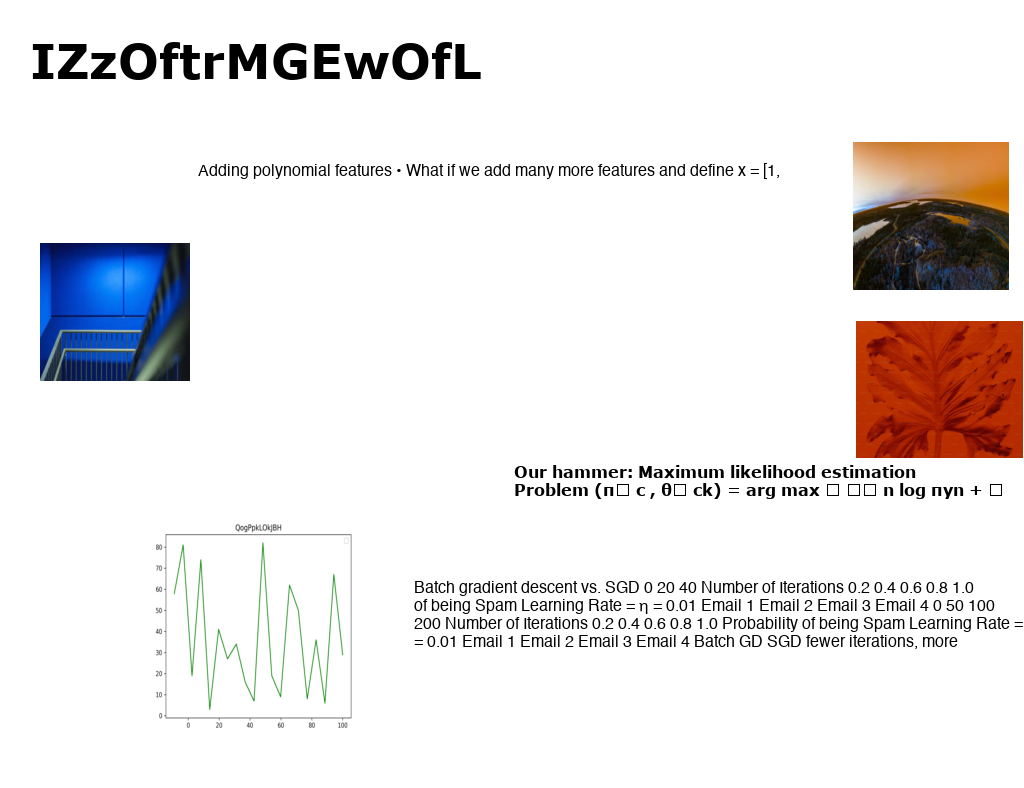 IZzOftrMGEwOfL
Adding polynomial features • What if we add many more features and define x = [1,
Our hammer: Maximum likelihood estimation
Problem (π□ c , θ□ ck) = arg max □ □□ n log πyn + □
QogPpkLOkJBH
80
70
60
50
40
30
20
10
0
0 20 40 60 80 100
Batch gradient descent vs. SGD 0 20 40 Number of Iterations 0.2 0.4 0.6 0.8 1.0
of being Spam Learning Rate = η = 0.01 Email 1 Email 2 Email 3 Email 4 0 50 100
200 Number of Iterations 0.2 0.4 0.6 0.8 1.0 Probability of being Spam Learning Rate =
= 0.01 Email 1 Email 2 Email 3 Email 4 Batch GD SGD fewer iterations, more